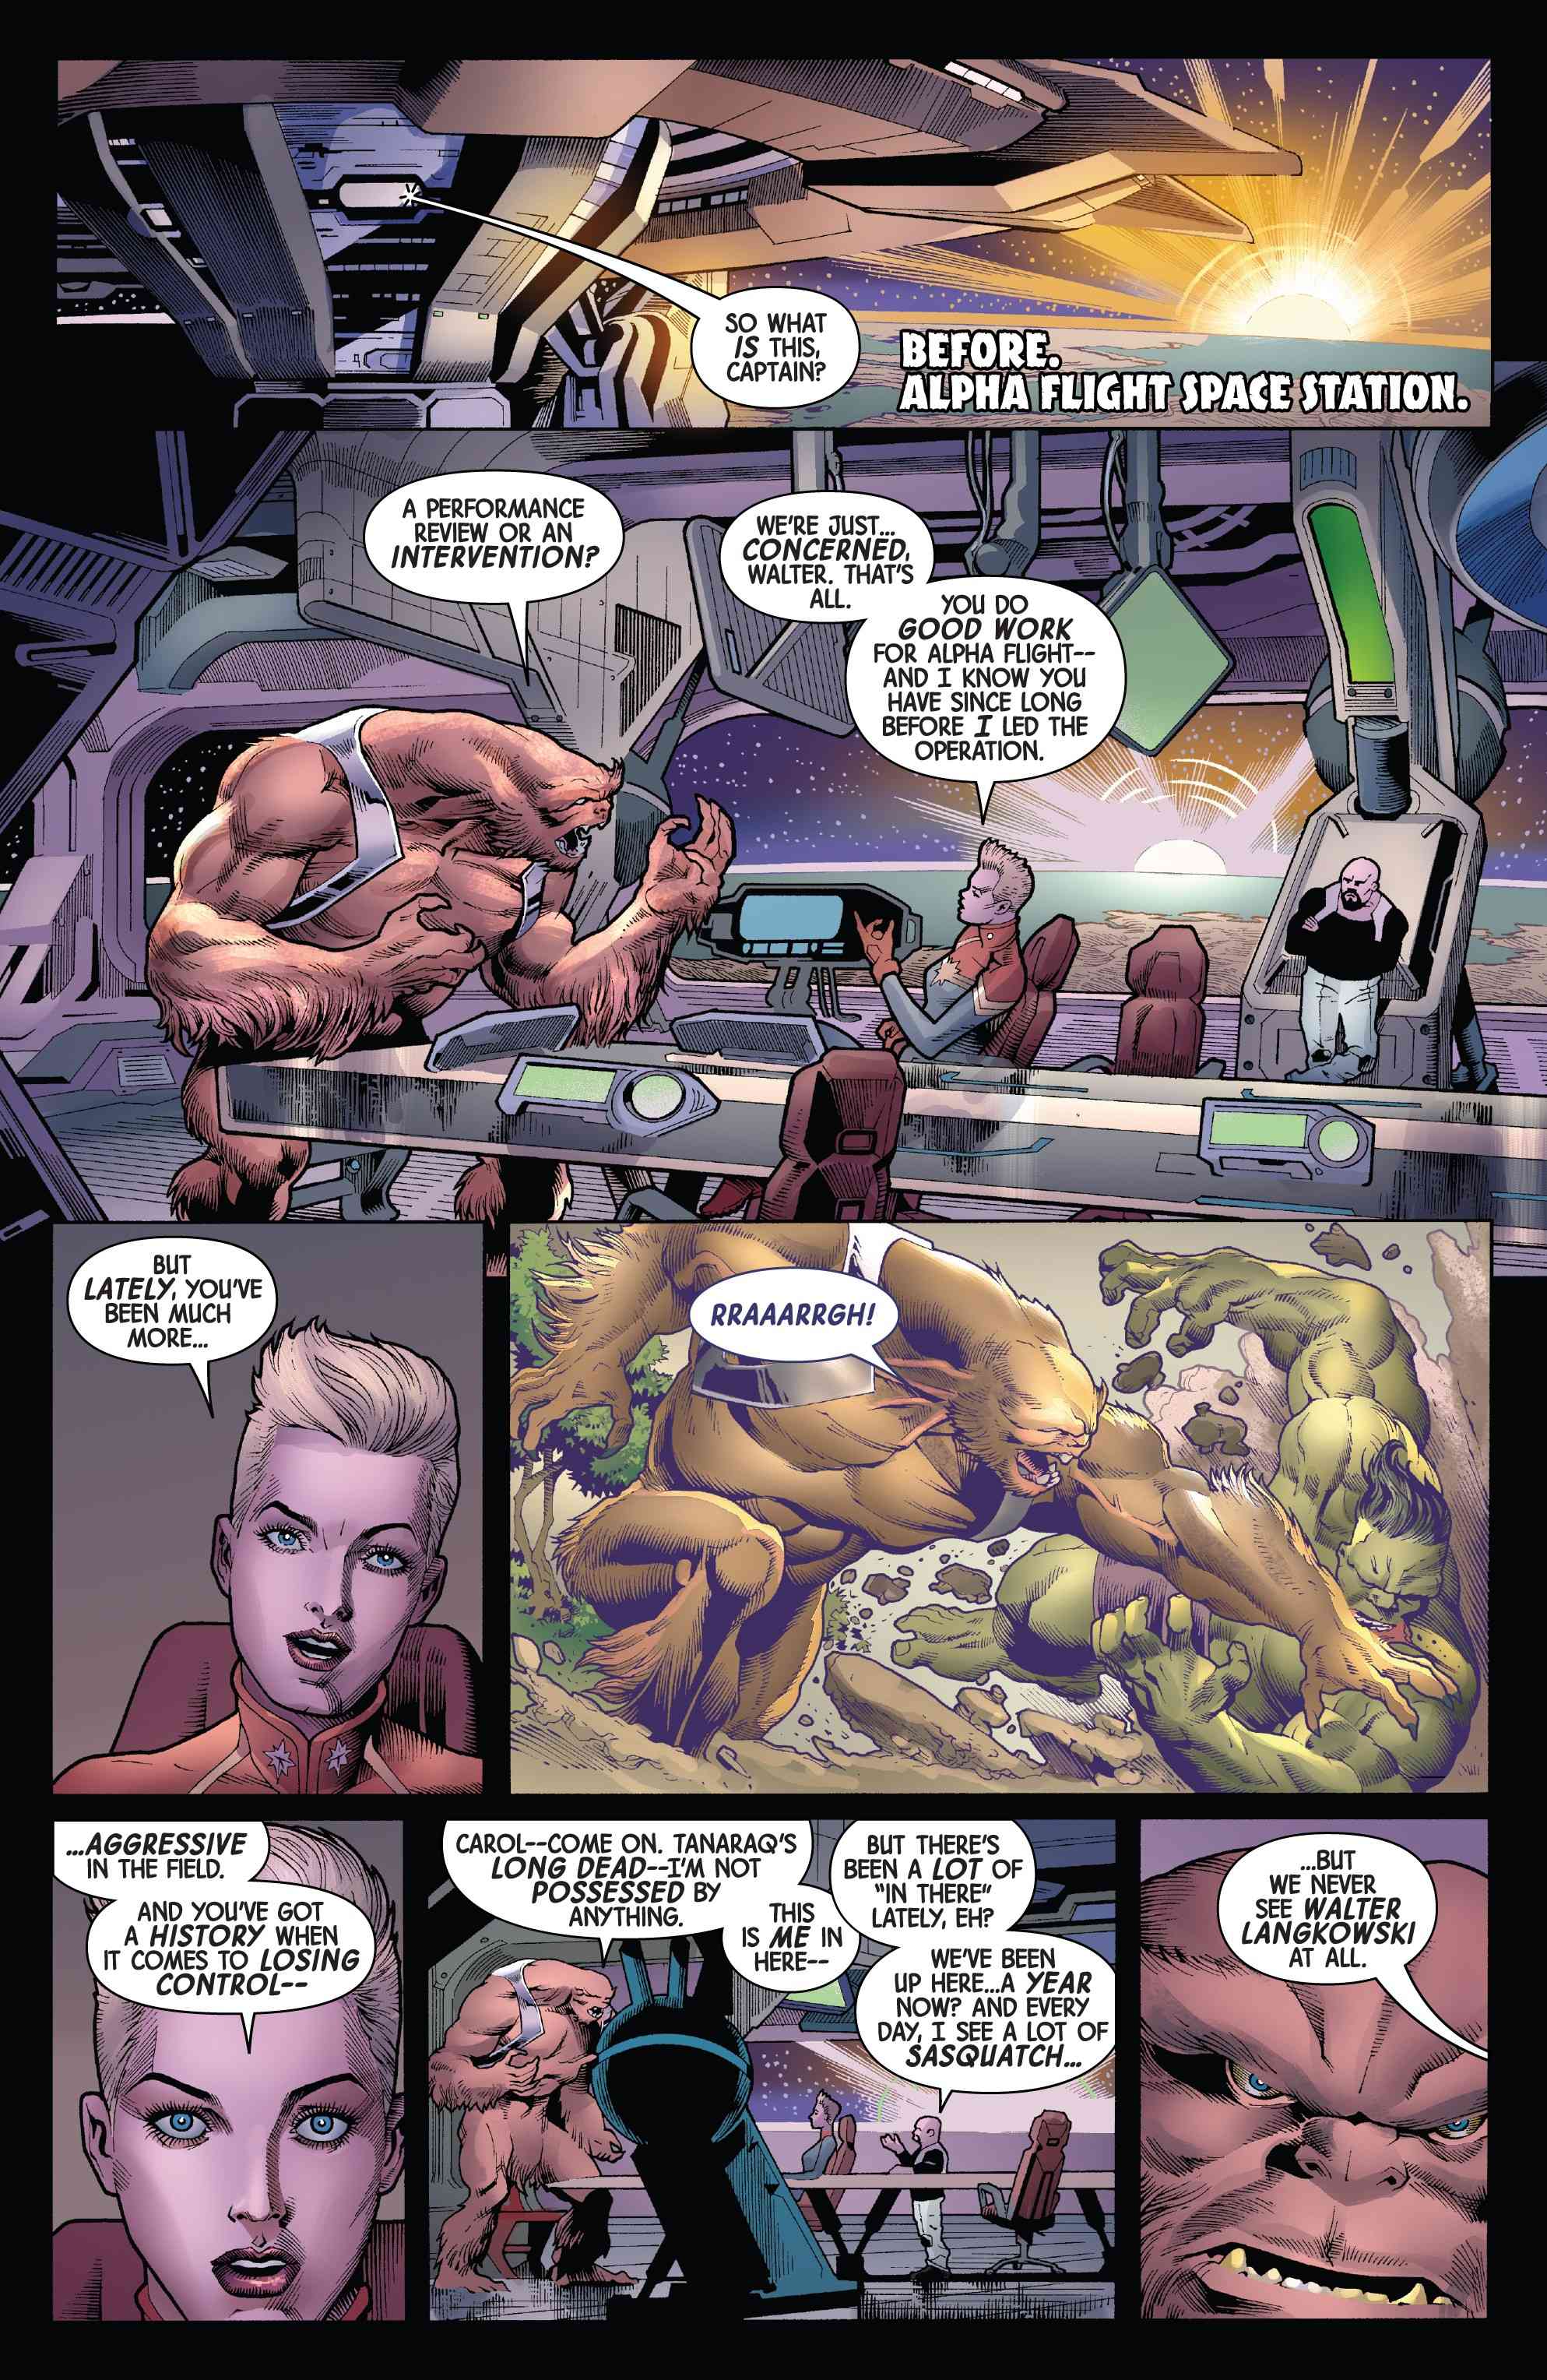 SO WHAT
IS THIS,
CAPTAIN?
BEFORE.
ALPHA FLIGHT SPACE STATION.
A PERFORMANCE
REVIEW OR AN
INTERVENTION?
WE'RE JUST...
CONCERNED,
WALTER. THAT'S
ALL.
YOU DO
GOOD WORK
FOR ALPHA FLIGHT--
AND I KNOW YOU
HAVE SINCE LONG
BEFORE I LED THE
OPERATION.
BUT
LATELY, YOU'VE
BEEN MUCH
MORE...
RRAAARRGH!
...AGGRESSIVE
IN THE FIELD.
AND YOU'VE GOT
A HISTORY WHEN
IT COMES TO LOSING
CONTROL--
CAROL--COME ON. TANARAQ'S
LONG DEAD--I'M NOT
POSSESSED BY
ANYTHING.
THIS
IS ME IN
HERE--
BUT THERE'S
BEEN A LOT OF
"IN THERE"
LATELY, EH?
WE'VE BEEN
UP HERE...A YEAR
NOW? AND EVERY
DAY, I SEE A LOT OF
SASQUATCH...
...BUT
WE NEVER
SEE WALTER
LANGKOWSKI
AT ALL.